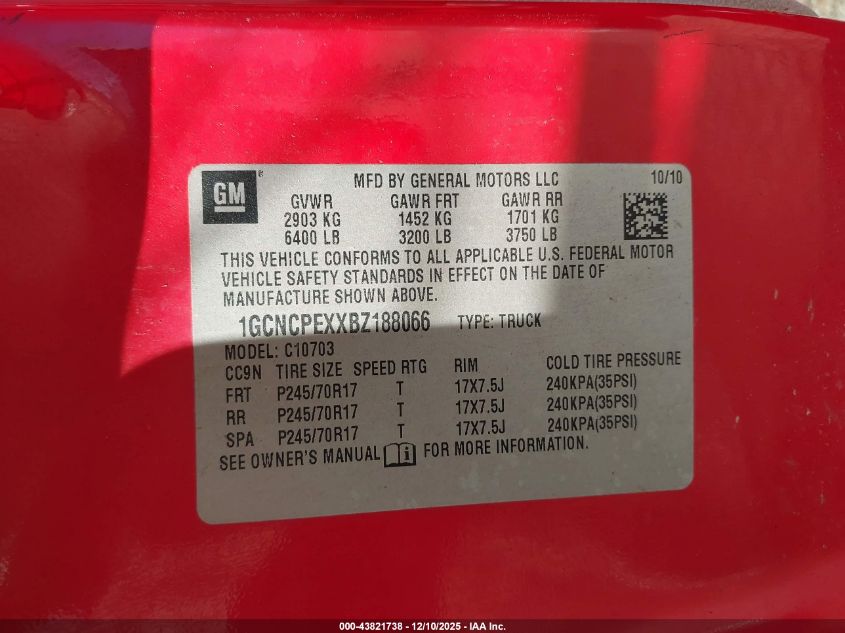 GM
MFD BY GENERAL MOTORS LLC 10/10
GVWR GAWR FRT GAWR RR
2903 KG 1452 KG 1701 KG
6400 LB 3200 LB 3750 LB
THIS VEHICLE CONFORMS TO ALL APPLICABLE U.S. FEDERAL MOTOR
VEHICLE SAFETY STANDARDS IN EFFECT ON THE DATE OF
MANUFACTURE SHOWN ABOVE.
1GCNCPEXXBZ188066 TYPE: TRUCK
MODEL: C10703
CC9N TIRE SIZE SPEED RTG RIM COLD TIRE PRESSURE
FRT P245/70R17 T 17X7.5J 240KPA(35PSI)
RR P245/70R17 T 17X7.5J 240KPA(35PSI)
SPA P245/70R17 T 17X7.5J 240KPA(35PSI)
SEE OWNER'S MANUAL i FOR MORE INFORMATION.
000-43821738 - 12/10/2025 - IAA Inc.